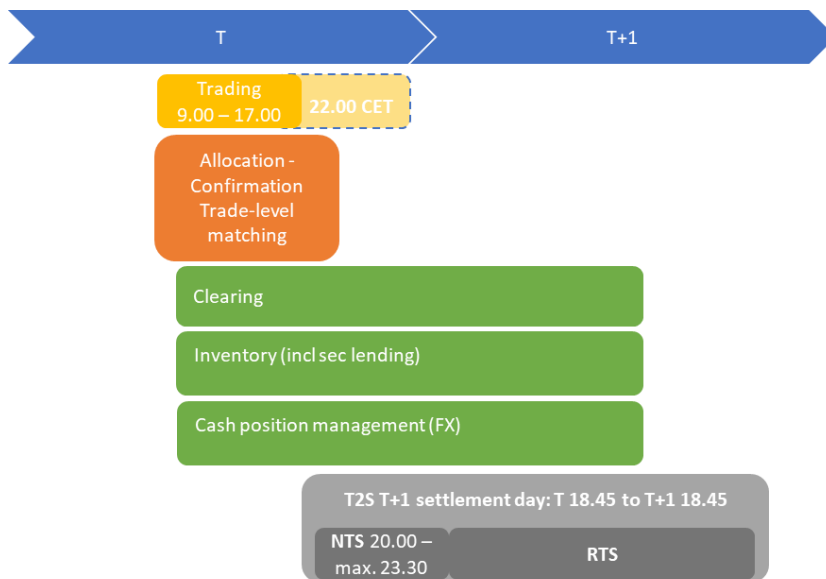 T
T+1
Trading
9.00 – 17.00
22.00 CET
Allocation -
Confirmation
Trade-level
matching
Clearing
Inventory (incl sec lending)
Cash position management (FX)
T2S T+1 settlement day: T 18.45 to T+1 18.45
NTS 20.00 –
max. 23.30
RTS